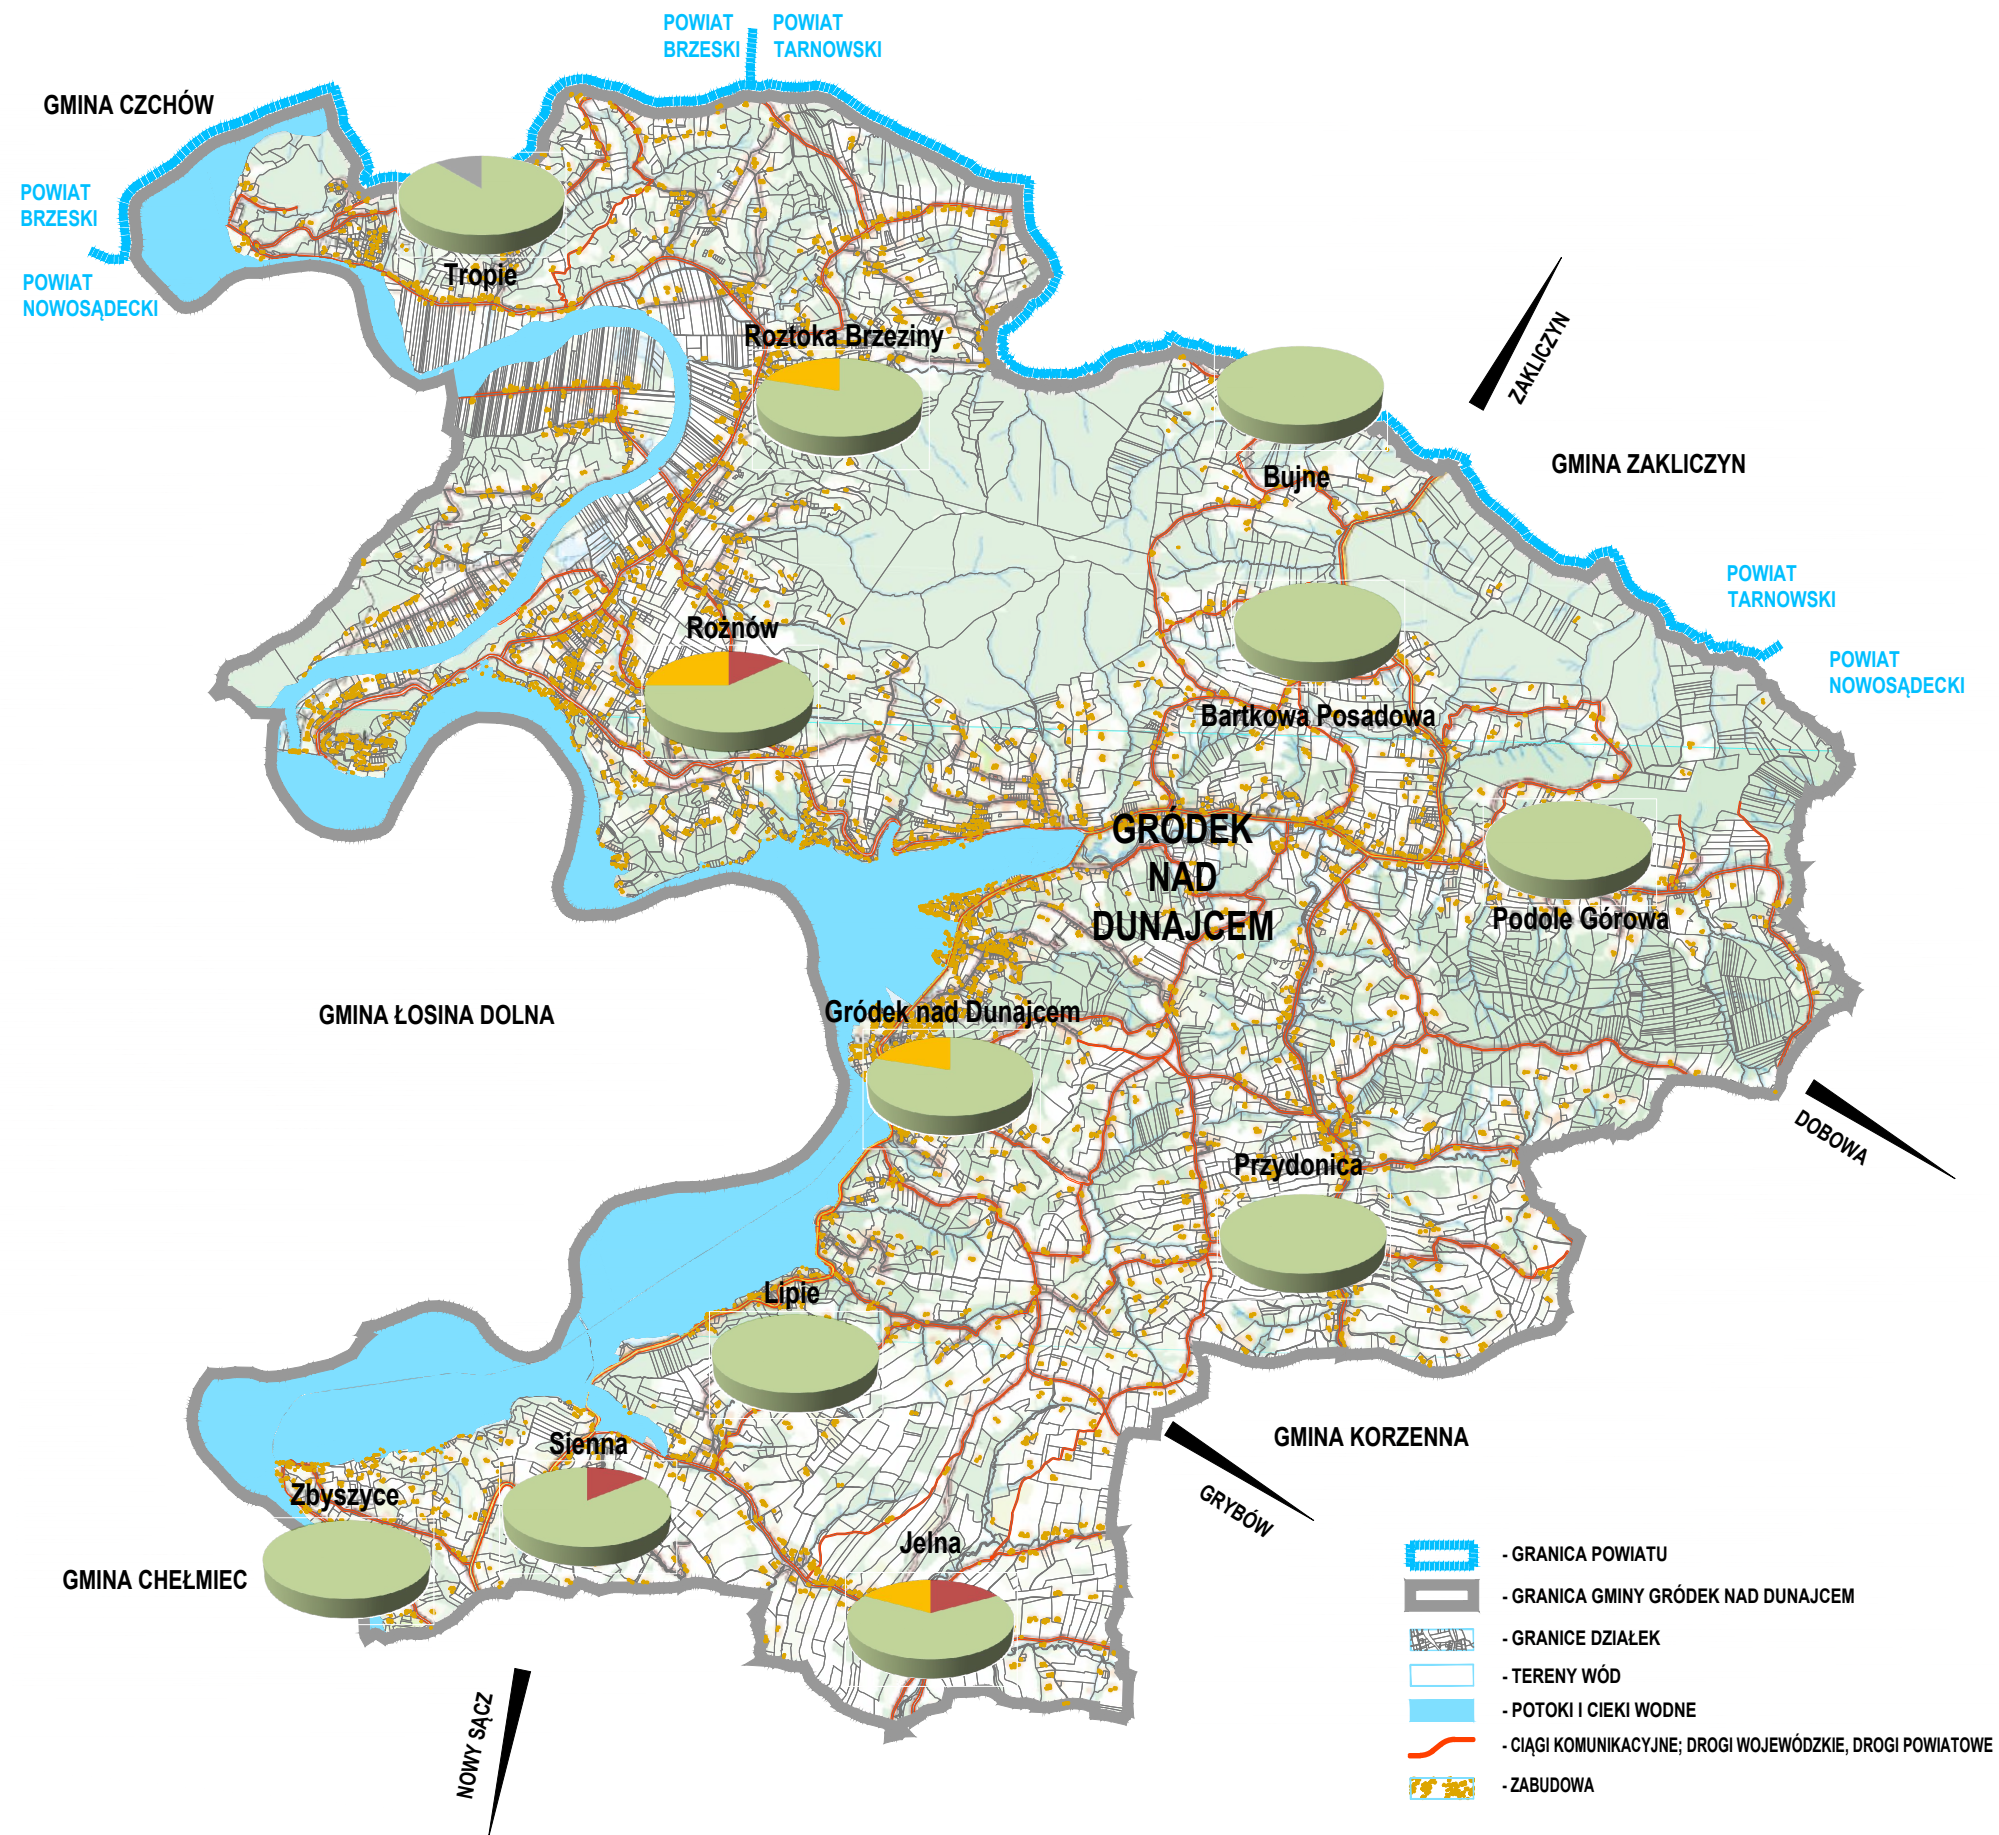 POWIAT
BRZESKI
POWIAT
TARNOWSKI
GMINA CZCHÓW
POWIAT
BRZESKI
POWIAT
NOWOSĄDECKI
Tropie
Roztoka Brzeziny
ZAKLICZYN
GMINA ZAKLICZYN
Bujne
POWIAT
TARNOWSKI
POWIAT
NOWOSĄDECKI
Rożnów
Bartkowa Posadowa
GRÓDEK
NAD
DUNAJCEM
Podole Górowa
GMINA ŁOSINA DOLNA
Gródek nad Dunajcem
DOBOWA
Przydonica
Lipie
GMINA KORZENNA
Sienna
Zbyszyce
GRYBÓW
Jelna
GMINA CHEŁMIEC
NOWY SĄCZ
- GRANICA POWIATU
- GRANICA GMINY GRÓDEK NAD DUNAJCEM
- GRANICE DZIAŁEK
- TERENY WÓD
- POTOKI I CIEKI WODNE
- CIĄGI KOMUNIKACYJNE; DROGI WOJEWÓDZKIE, DROGI POWIATOWE
- ZABUDOWA